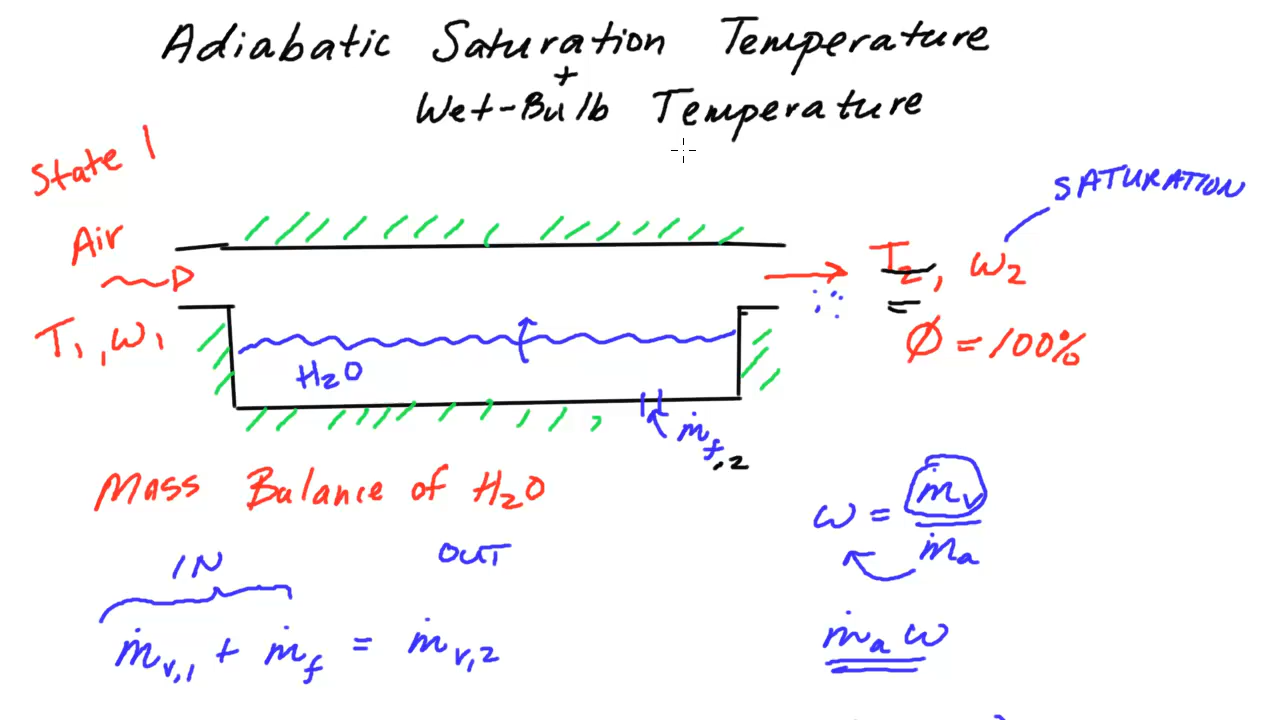 Adiabatic Saturation Temperature
+
Wet-Bulb Temperature
State 1
SATURATION
Air
T₂, ω₂
T₁, ω₁
ϕ = 100%
H₂O
ṁf,2
Mass Balance of H₂O
ω = ṁv / ṁa
IN OUT
ṁv,1 + ṁf = ṁv,2
ṁa ω